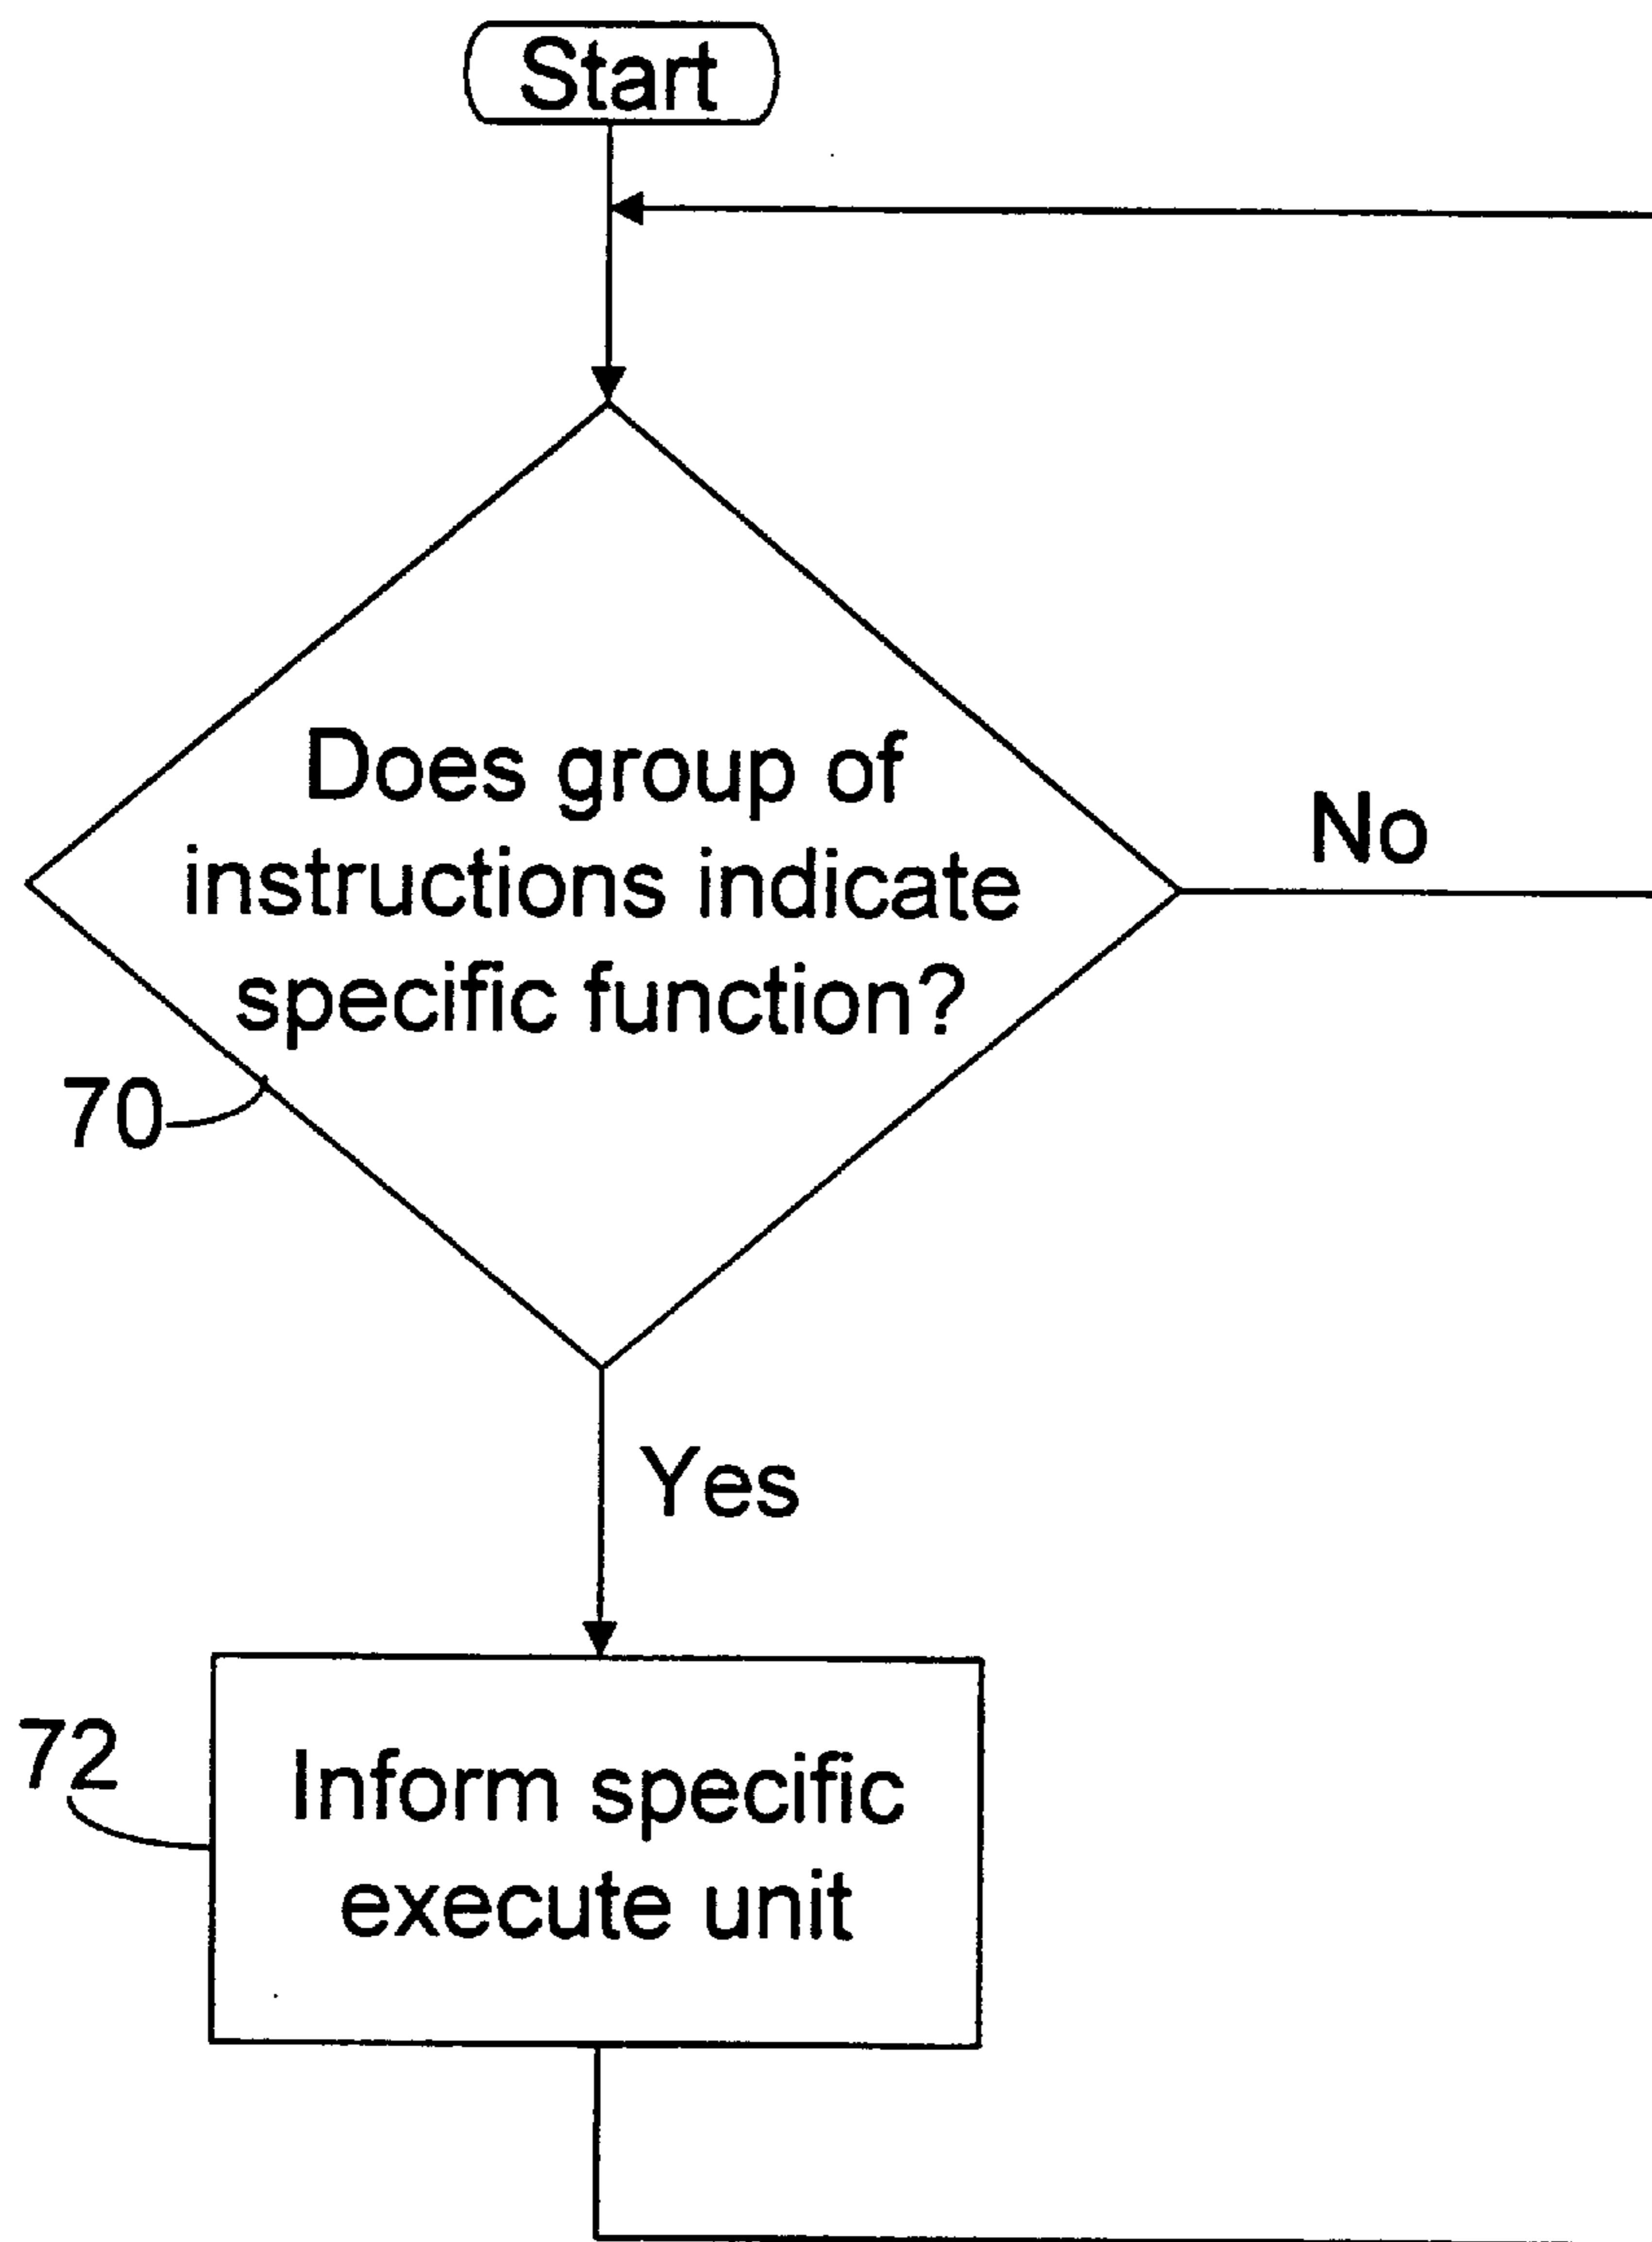 Start
Does group of
instructions indicate
specific function?
No
70
Yes
72
Inform specific
execute unit